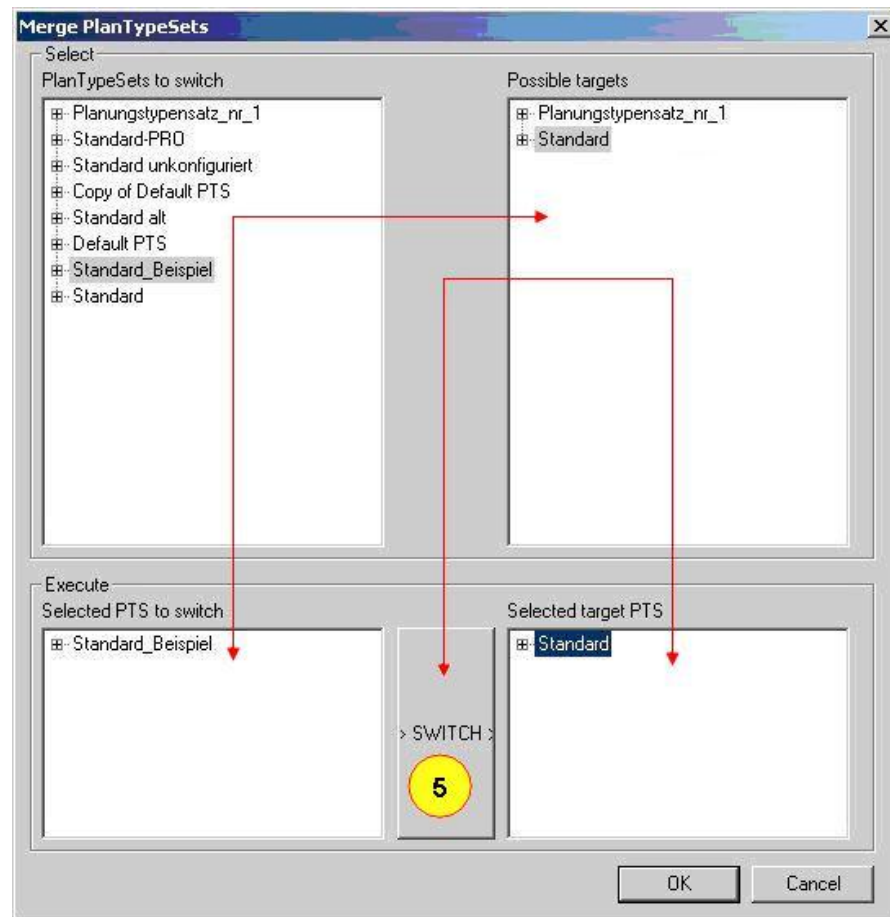 Merge PlanTypeSets
Select
PlanTypeSets to switch
Planungstypensatz_nr_1
Standard-PRO
Standard unkonfiguriert
Copy of Default PTS
Standard alt
Default PTS
Standard_Beispiel
Standard
Possible targets
Planungstypensatz_nr_1
Standard
Execute
Selected PTS to switch
Standard_Beispiel
> SWITCH >
5
Selected target PTS
Standard
OK
Cancel